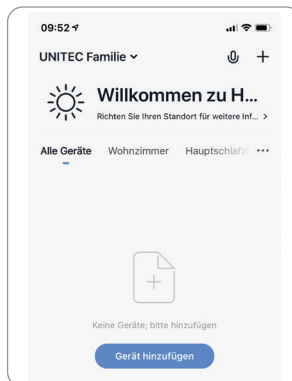 09:52
UNITEC Familie
Willkommen zu H...
Richten Sie Ihren Standort für weitere Inf... >
Alle Geräte Wohnzimmer Hauptschlafz ...
Keine Geräte; bitte hinzufügen
Gerät hinzufügen